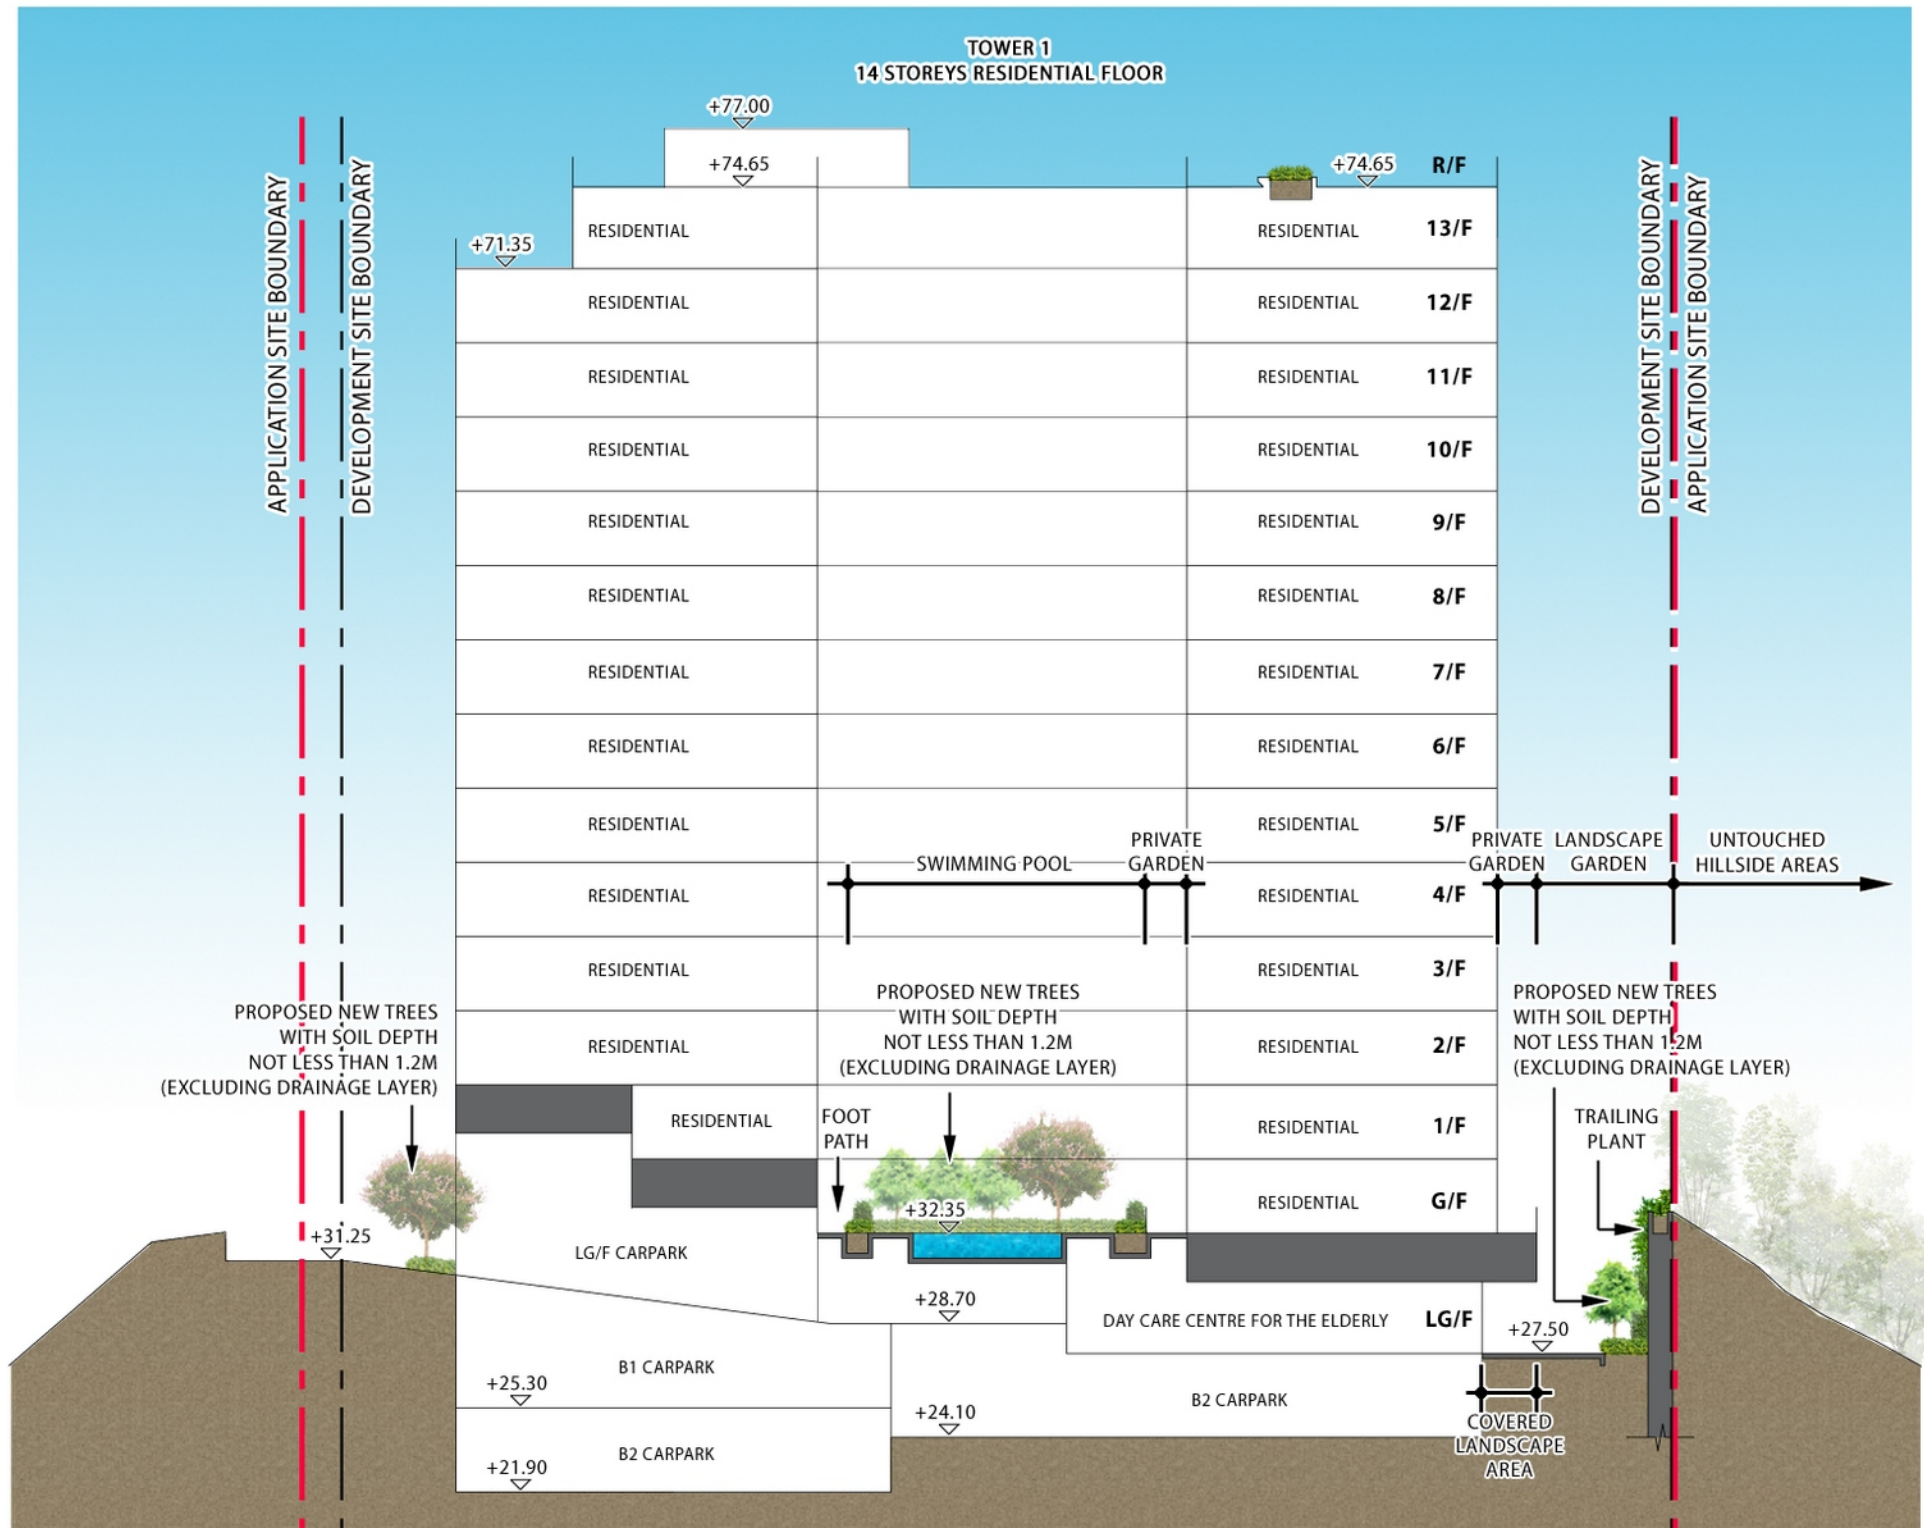 TOWER 1
14 STOREYS RESIDENTIAL FLOOR
+77.00
+74.65
+74.65
R/F
APPLICATION SITE BOUNDARY
DEVELOPMENT SITE BOUNDARY
DEVELOPMENT SITE BOUNDARY
APPLICATION SITE BOUNDARY
RESIDENTIAL
RESIDENTIAL
13/F
+71.35
RESIDENTIAL
RESIDENTIAL
12/F
RESIDENTIAL
RESIDENTIAL
11/F
RESIDENTIAL
RESIDENTIAL
10/F
RESIDENTIAL
RESIDENTIAL
9/F
RESIDENTIAL
RESIDENTIAL
8/F
RESIDENTIAL
RESIDENTIAL
7/F
RESIDENTIAL
RESIDENTIAL
6/F
RESIDENTIAL
RESIDENTIAL
5/F
SWIMMING POOL
PRIVATE
GARDEN
PRIVATE
GARDEN
LANDSCAPE
GARDEN
UNTOUCHED
HILLSIDE AREAS
RESIDENTIAL
RESIDENTIAL
4/F
RESIDENTIAL
RESIDENTIAL
3/F
PROPOSED NEW TREES
WITH SOIL DEPTH
NOT LESS THAN 1.2M
(EXCLUDING DRAINAGE LAYER)
PROPOSED NEW TREES
WITH SOIL DEPTH
NOT LESS THAN 1.2M
(EXCLUDING DRAINAGE LAYER)
PROPOSED NEW TREES
WITH SOIL DEPTH
NOT LESS THAN 1.2M
(EXCLUDING DRAINAGE LAYER)
RESIDENTIAL
RESIDENTIAL
2/F
RESIDENTIAL
FOOT
PATH
RESIDENTIAL
1/F
TRAILING
PLANT
+32.35
RESIDENTIAL
G/F
+31.25
LG/F CARPARK
+28.70
DAY CARE CENTRE FOR THE ELDERLY
LG/F
+27.50
B1 CARPARK
+25.30
B2 CARPARK
+24.10
COVERED
LANDSCAPE
AREA
B2 CARPARK
+21.90